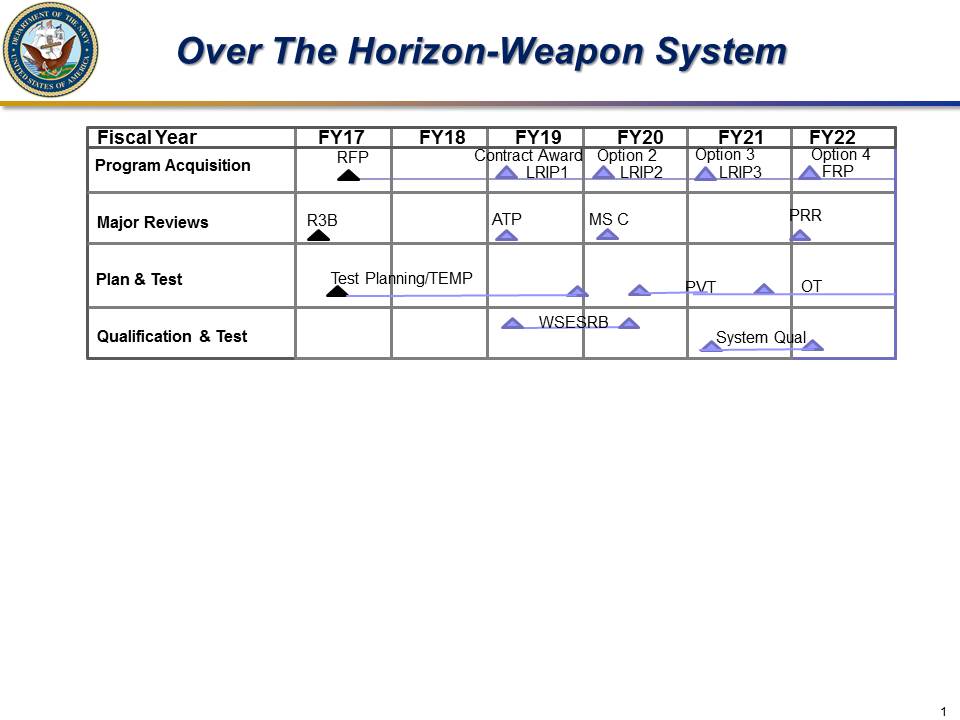 DEPARTMENT OF THE NAVY
UNITED STATES OF AMERICA
Over The Horizon-Weapon System
Fiscal Year FY17 FY18 FY19 FY20 FY21 FY22
Program Acquisition RFP Contract Award Option 2 Option 3 Option 4
LRIP1 LRIP2 LRIP3 FRP
Major Reviews R3B ATP MS C PRR
Plan & Test Test Planning/TEMP PVT OT
Qualification & Test WSESRB System Qual
1